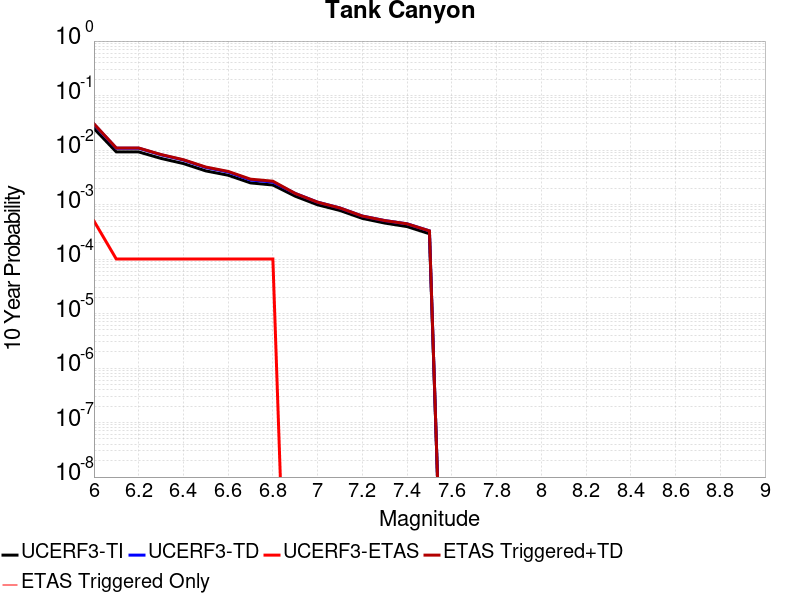 Tank Canyon
10^0
10^-1
10^-2
10^-3
10^-4
10^-5
10^-6
10^-7
10^-8
10 Year Probability
6 6.2 6.4 6.6 6.8 7 7.2 7.4 7.6 7.8 8 8.2 8.4 8.6 8.8 9
Magnitude
UCERF3-TI UCERF3-TD UCERF3-ETAS ETAS Triggered+TD
ETAS Triggered Only